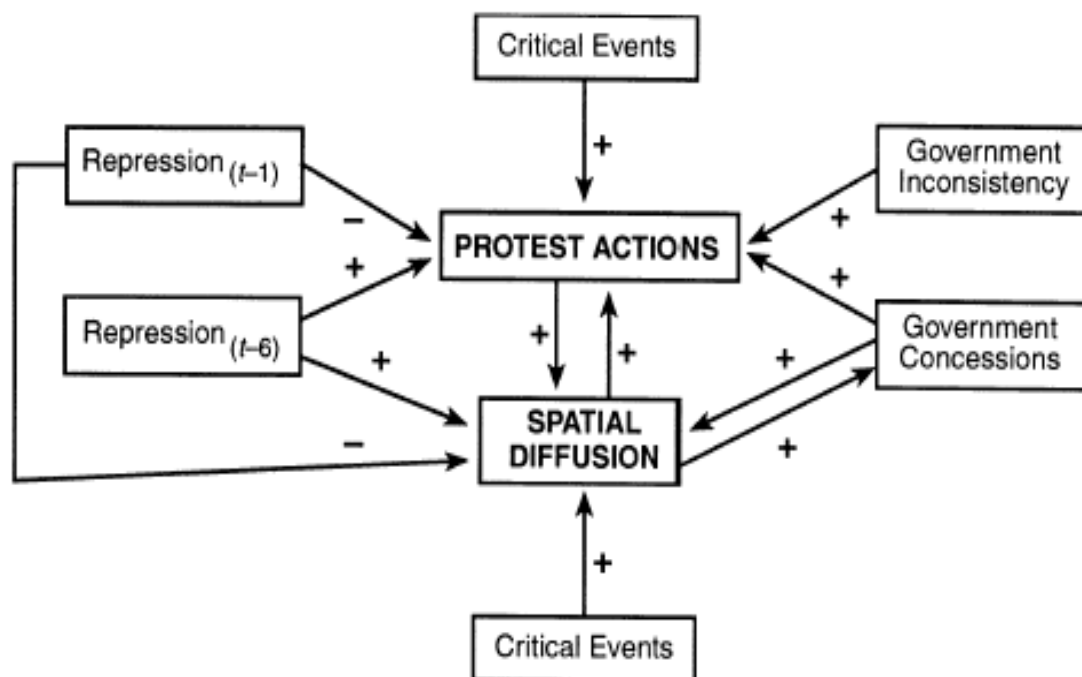 Critical Events
+
Repression (t–1)
Government
Inconsistency
–
+
PROTEST ACTIONS
+
+
Repression (t–6)
Government
Concessions
+
+
+
+
SPATIAL
DIFFUSION
–
+
+
Critical Events